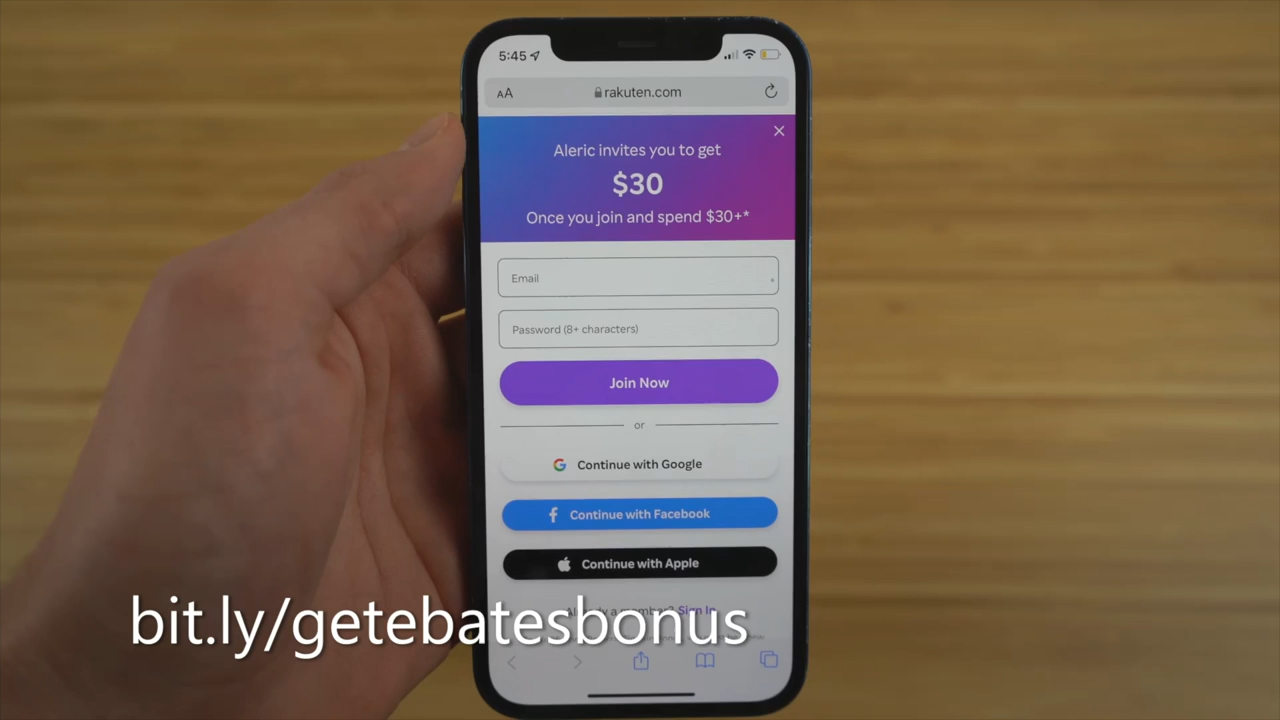 5:45
AA rakuten.com
Aleric invites you to get
$30
Once you join and spend $30+*
Email
Password (8+ characters)
Join Now
or
Continue with Google
f Continue with Facebook
Continue with Apple
Already a member? Sign In
bit.ly/getebatesbonus